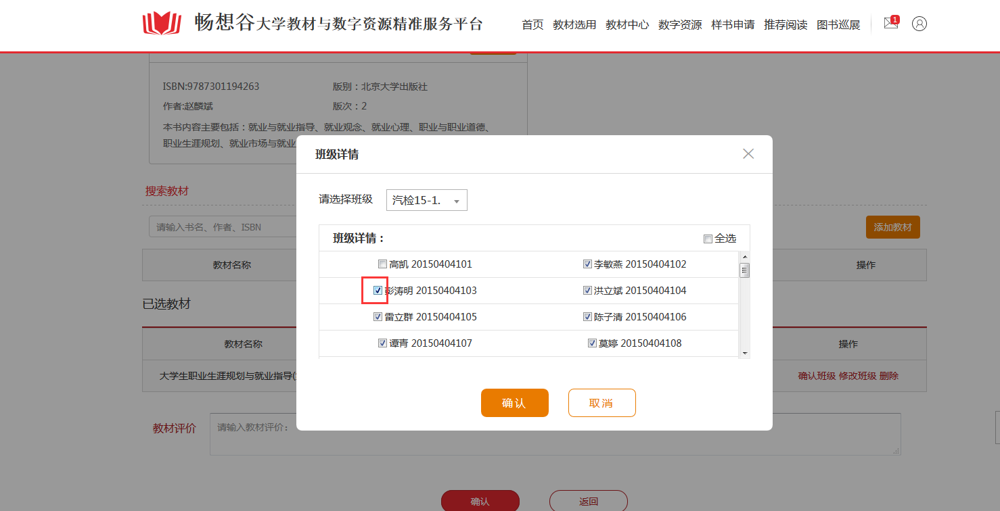 畅想谷大学教材与数字资源精准服务平台
首页 教材选用 教材中心 数字资源 样书申请 推荐阅读 图书巡展 1
ISBN:9787301194263 版别：北京大学出版社
作者:赵麟斌 版次：2
本书内容主要包括：就业与就业指导、就业观念、就业心理、职业与职业道德、
职业生涯规划、就业市场与就业
班级详情
搜索教材
请选择班级 汽检15-1.
请输入书名、作者、ISBN 添加教材
班级详情： 全选
教材名称 操作
高凯 20150404101 李敏燕 20150404102
彭涛明 20150404103 洪立斌 20150404104
已选教材
雷立群 20150404105 陈子清 20150404106
教材名称 操作
谭青 20150404107 莫婷 20150404108
大学生职业生涯规划与就业指导( 确认班级 修改班级 删除
确认 取消
教材评价 请输入教材评价：
确认 返回